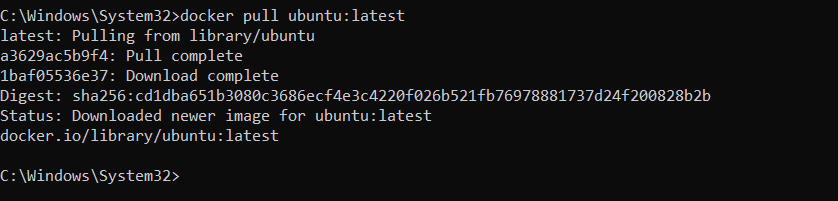 C:\Windows\System32>docker pull ubuntu:latest
latest: Pulling from library/ubuntu
a3629ac5b9f4: Pull complete
1baf05536e37: Download complete
Digest: sha256:cd1dba651b3080c3686ecf4e3c4220f026b521fb76978881737d24f200828b2b
Status: Downloaded newer image for ubuntu:latest
docker.io/library/ubuntu:latest
C:\Windows\System32>